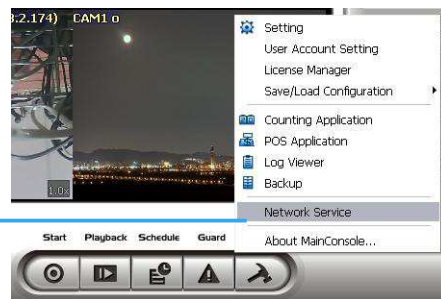 3.2.174) CAM1 o
1.0x
Setting
User Account Setting
License Manager
Save/Load Configuration
Counting Application
POS Application
Log Viewer
Backup
Network Service
About MainConsole...
Start Playback Schedule Guard